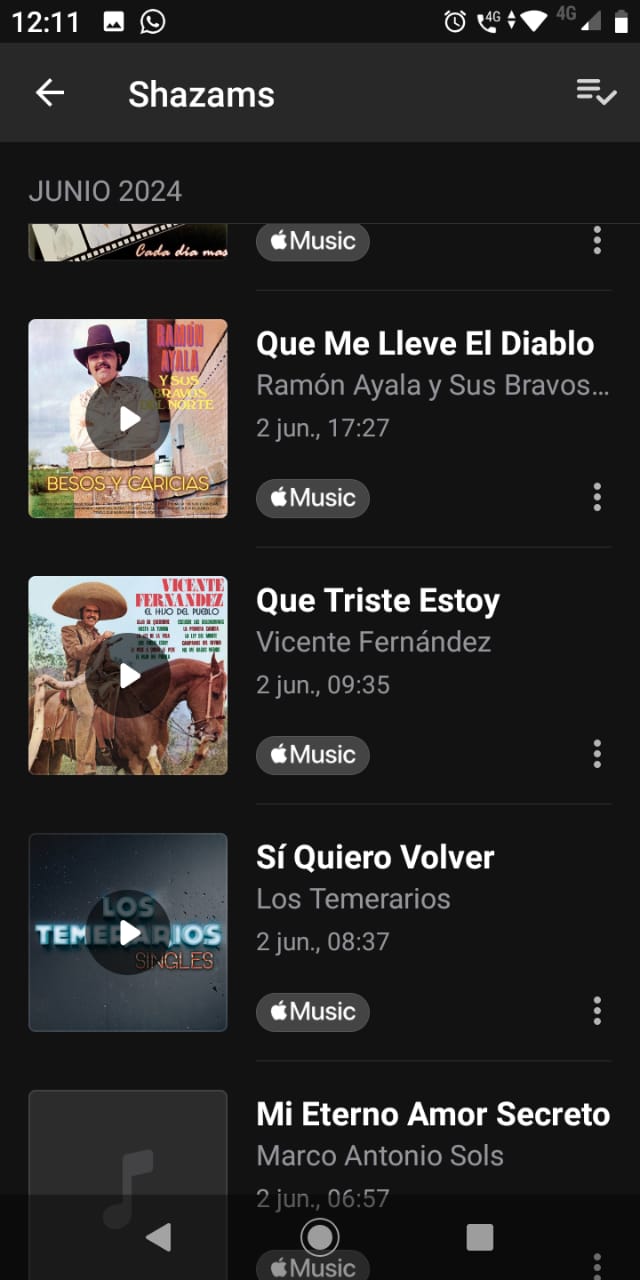 12:11
4G
4G
Shazams
JUNIO 2024
Cada día mas
Music
Que Me Lleve El Diablo
Ramón Ayala y Sus Bravos...
2 jun., 17:27
RAMÓN
AYALA
Y SUS
BRAVOS
DEL NORTE
BESOS Y CARICIAS
Music
Que Triste Estoy
Vicente Fernández
2 jun., 09:35
VICENTE
FERNANDEZ
EL HIJO DEL PUEBLO
Music
Sí Quiero Volver
Los Temerarios
2 jun., 08:37
LOS
TEMERARIOS
SINGLES
Music
Mi Eterno Amor Secreto
Marco Antonio Sols
2 jun., 06:57
Music